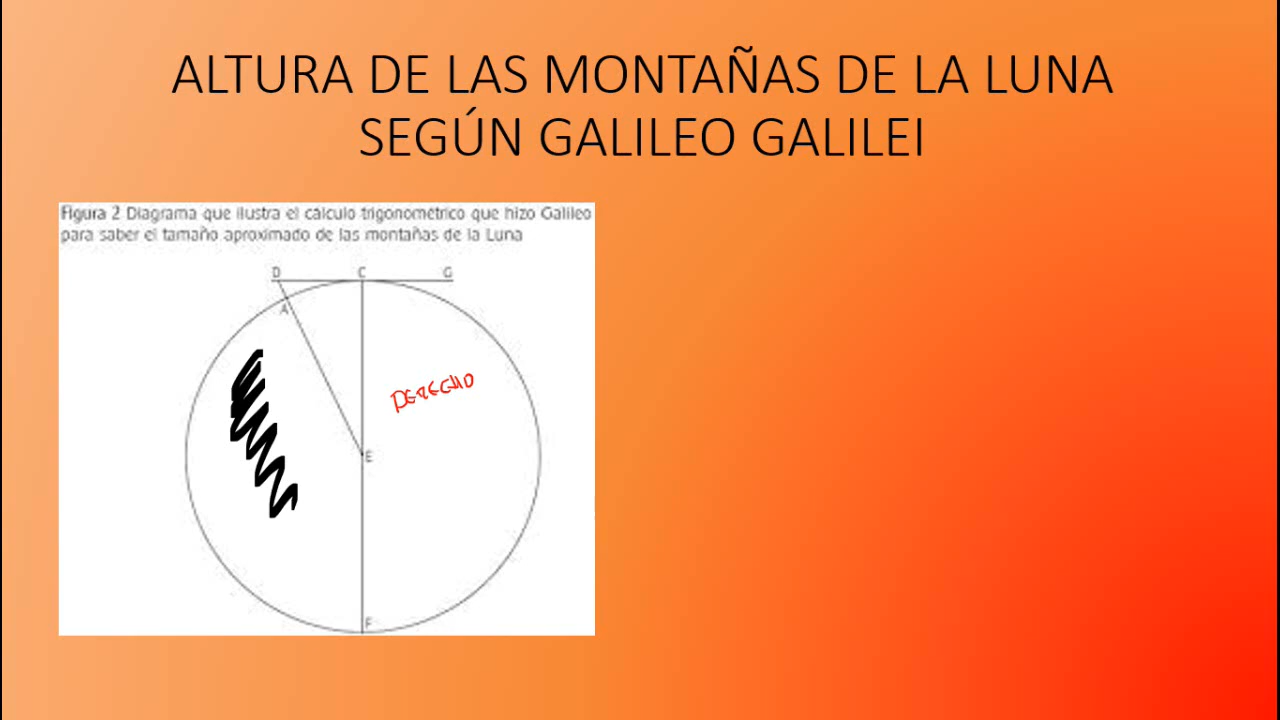 ALTURA DE LAS MONTAÑAS DE LA LUNA
SEGÚN GALILEO GALILEI
Figura 2 Diagrama que ilustra el cálculo trigonométrico que hizo Galileo
para saber el tamaño aproximado de las montañas de la Luna
D C G
A
DERECHO
E
F